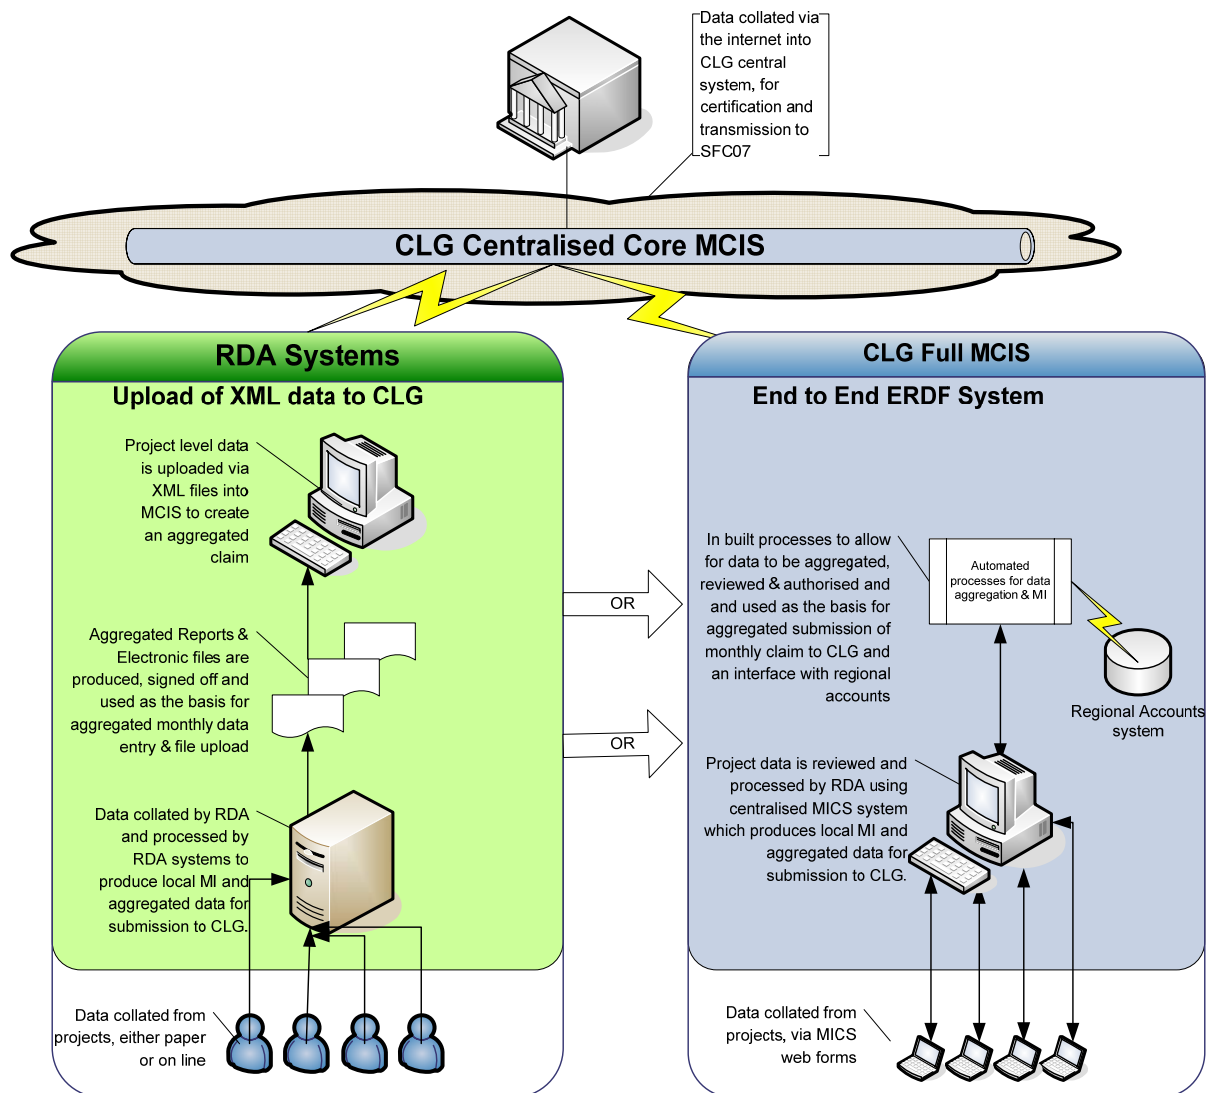 Data collated via
the internet into
CLG central
system, for
certification and
transmission to
SFC07
CLG Centralised Core MCIS
RDA Systems
Upload of XML data to CLG
Project level data
is uploaded via
XML files into
MCIS to create
an aggregated
claim
Aggregated Reports &
Electronic files are
produced, signed off and
used as the basis for
aggregated monthly data
entry & file upload
Data collated by RDA
and processed by
RDA systems to
produce local MI and
aggregated data for
submission to CLG.
Data collated from
projects, either paper
or on line
OR
OR
CLG Full MCIS
End to End ERDF System
In built processes to allow
for data to be aggregated,
reviewed & authorised and
and used as the basis for
aggregated submission of
monthly claim to CLG and
an interface with regional
accounts
Automated
processes for data
aggregation & MI
Regional Accounts
system
Project data is reviewed and
processed by RDA using
centralised MICS system
which produces local MI and
aggregated data for
submission to CLG.
Data collated from
projects, via MICS
web forms